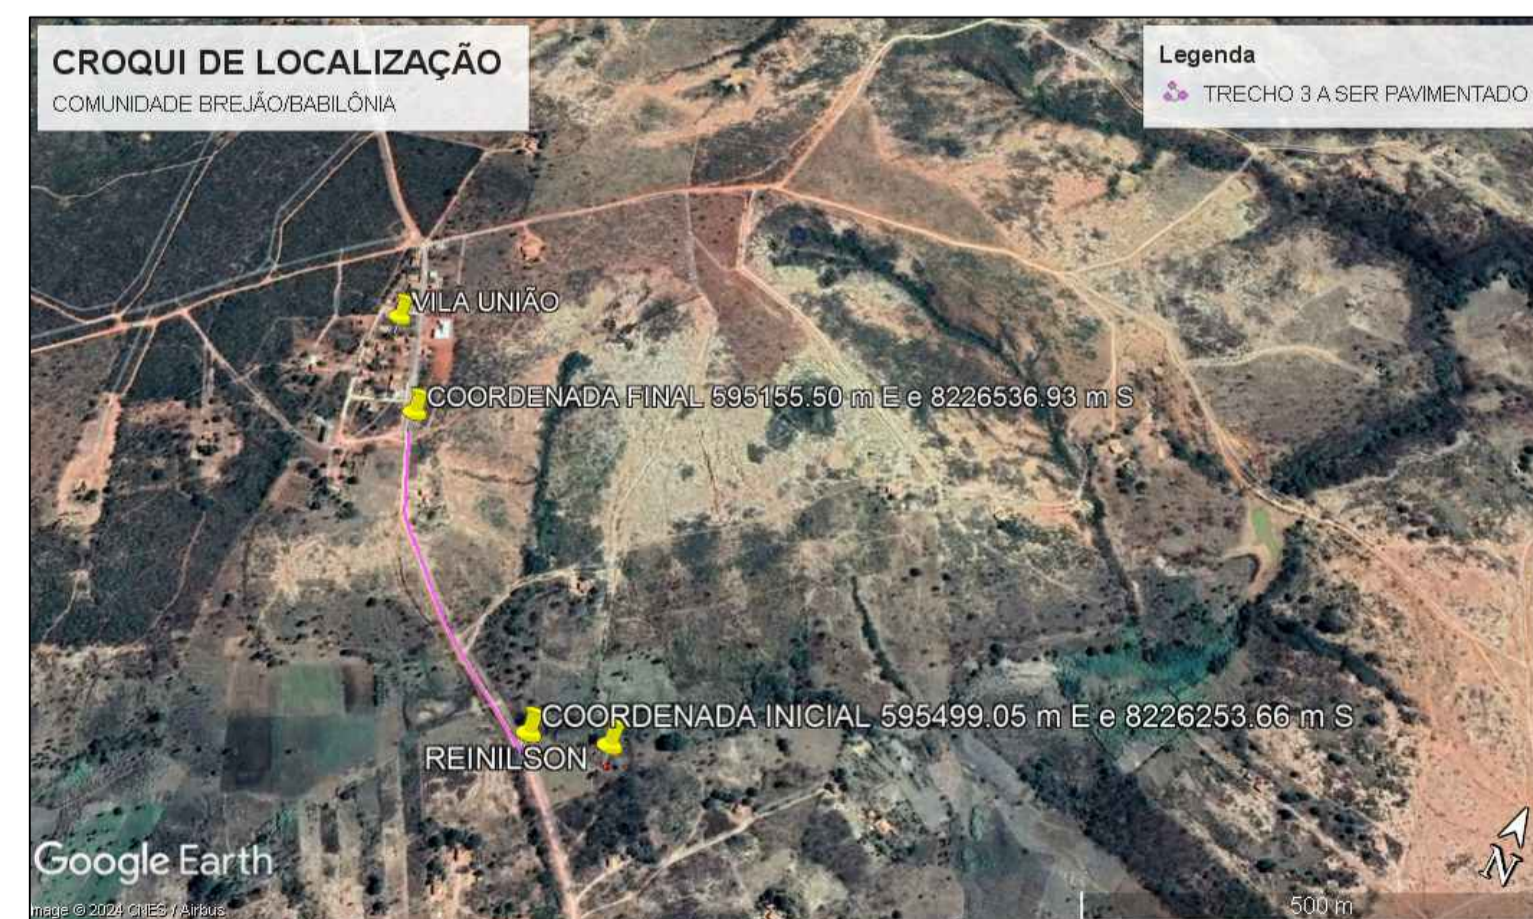 CROQUI DE LOCALIZAÇÃO
COMUNIDADE BREJÃO/BABILÔNIA
Legenda
TRECHO 3 A SER PAVIMENTADO
VILA UNIÃO
COORDENADA FINAL 595155.50 m E e 8226536.93 m S
COORDENADA INICIAL 595499.05 m E e 8226253.66 m S
REINILSON
Google Earth
mage © 2024 CNES / Airbus
N
500 m